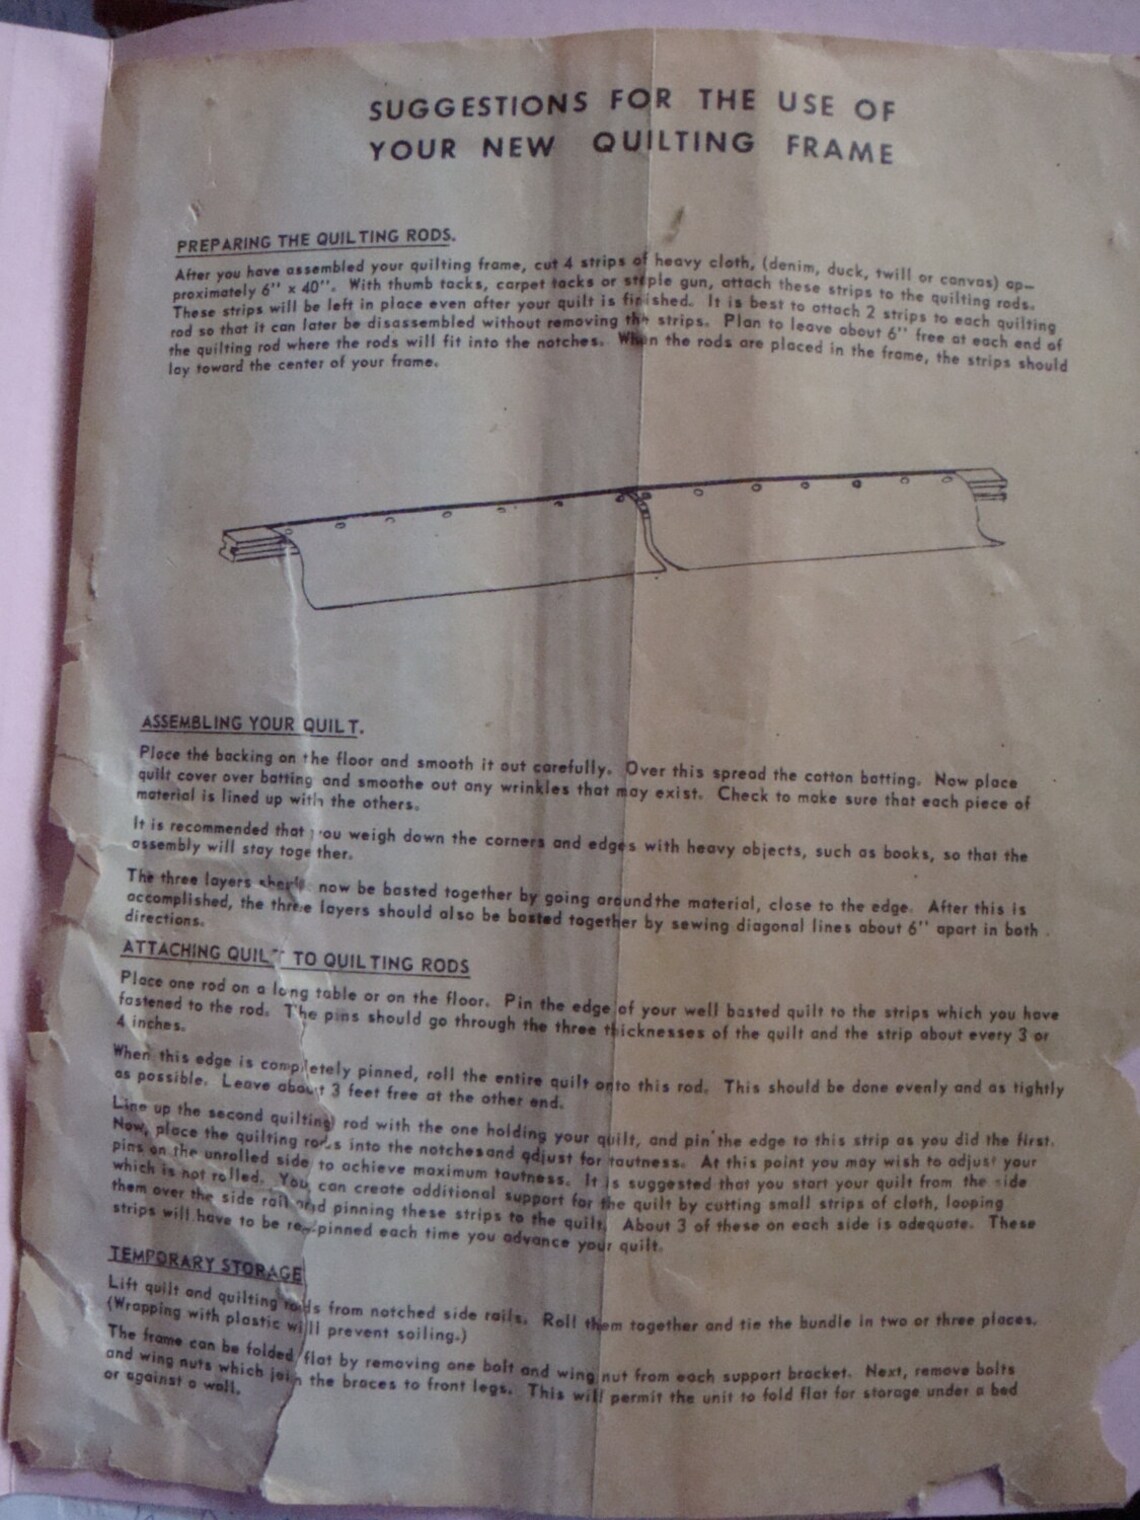 SUGGESTIONS FOR THE USE OF
YOUR NEW QUILTING FRAME
PREPARING THE QUILTING RODS.
After you have assembled your quilting frame, cut 4 strips of heavy cloth, (denim, duck, twill or canvas) ap-
proximately 6" x 40". With thumb tacks, carpet tacks or staple gun, attach these strips to the quilting rods.
These strips will be left in place even after your quilt is finished. It is best to attach 2 strips to each quilting
rod so that it can later be disassembled without removing the strips. Plan to leave about 6" free at each end of
the quilting rod where the rods will fit into the notches. When the rods are placed in the frame, the strips should
lay toward the center of your frame.
ASSEMBLING YOUR QUILT.
Place the backing on the floor and smooth it out carefully. Over this spread the cotton batting. Now place
quilt cover over batting and smoothe out any wrinkles that may exist. Check to make sure that each piece of
material is lined up with the others.
It is recommended that you weigh down the corners and edges with heavy objects, such as books, so that the
assembly will stay together.
The three layers should now be basted together by going around the material, close to the edge. After this is
accomplished, the three layers should also be basted together by sewing diagonal lines about 6" apart in both
directions.
ATTACHING QUILT TO QUILTING RODS
Place one rod on a long table or on the floor. Pin the edge of your well basted quilt to the strips which you have
fastened to the rod. The pins should go through the three thicknesses of the quilt and the strip about every 3 or
4 inches.
When this edge is completely pinned, roll the entire quilt onto this rod. This should be done evenly and as tightly
as possible. Leave about 3 feet free at the other end.
Line up the second quilting rod with the one holding your quilt, and pin the edge to this strip as you did the first.
Now, place the quilting rods into the notches and adjust for tautness. At this point you may wish to adjust your
pins on the unrolled side to achieve maximum tautness. It is suggested that you start your quilt from the side
which is not rolled. You can create additional support for the quilt by cutting small strips of cloth, looping
them over the side rail and pinning these strips to the quilt. About 3 of these on each side is adequate. These
strips will have to be re-pinned each time you advance your quilt.
TEMPORARY STORAGE
Lift quilt and quilting rods from notched side rails. Roll them together and tie the bundle in two or three places.
(Wrapping with plastic will prevent soiling.)
The frame can be folded flat by removing one bolt and wing nut from each support bracket. Next, remove bolts
and wing nuts which join the braces to front legs. This will permit the unit to fold flat for storage under a bed
or against a wall.